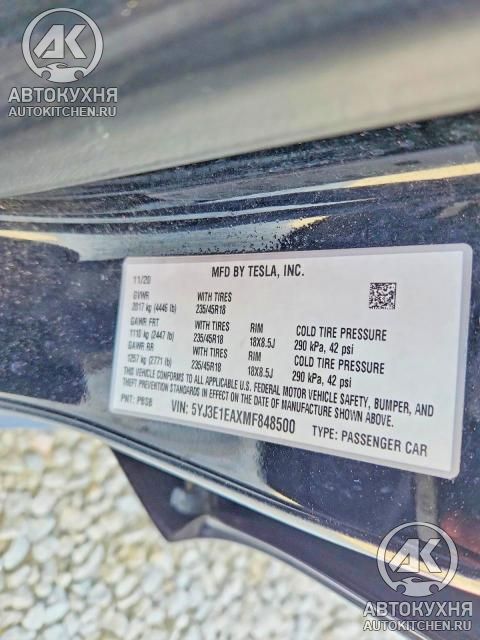 АК
АВТОКУХНЯ
AUTOKITCHEN.RU
MFD BY TESLA, INC.
11/20
GVWR WITH TIRES
2017 kg (4446 lb) 235/45R18
GAWR FRT WITH TIRES RIM COLD TIRE PRESSURE
1110 kg (2447 lb) 235/45R18 18X8.5J 290 kPa, 42 psi
GAWR RR WITH TIRES RIM COLD TIRE PRESSURE
1257 kg (2771 lb) 235/45R18 18X8.5J 290 kPa, 42 psi
THIS VEHICLE CONFORMS TO ALL APPLICABLE U.S. FEDERAL MOTOR VEHICLE SAFETY, BUMPER, AND
THEFT PREVENTION STANDARDS IN EFFECT ON THE DATE OF MANUFACTURE SHOWN ABOVE.
PNT: PBSB VIN: 5YJ3E1EAXMF848500 TYPE: PASSENGER CAR
АК
АВТОКУХНЯ
AUTOKITCHEN.RU